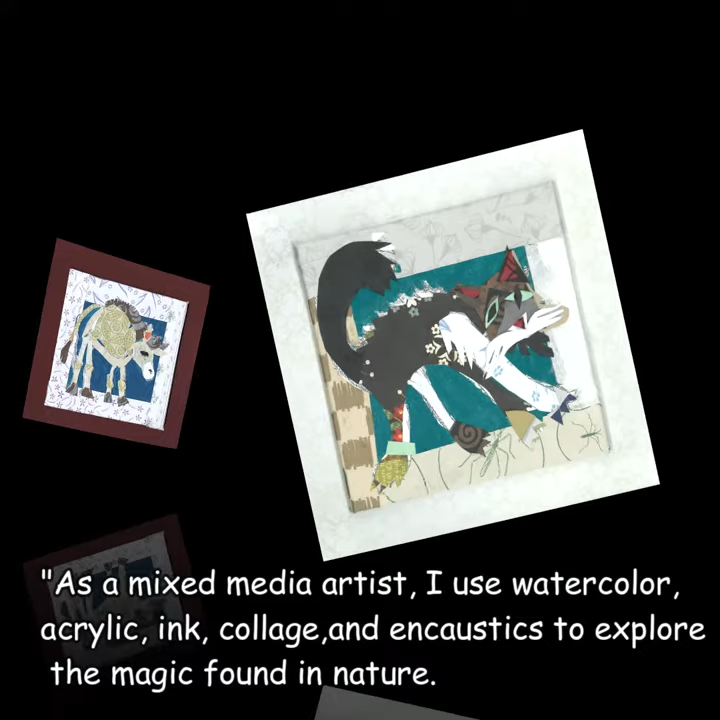 "As a mixed media artist, I use watercolor,
acrylic, ink, collage,and encaustics to explore
the magic found in nature.